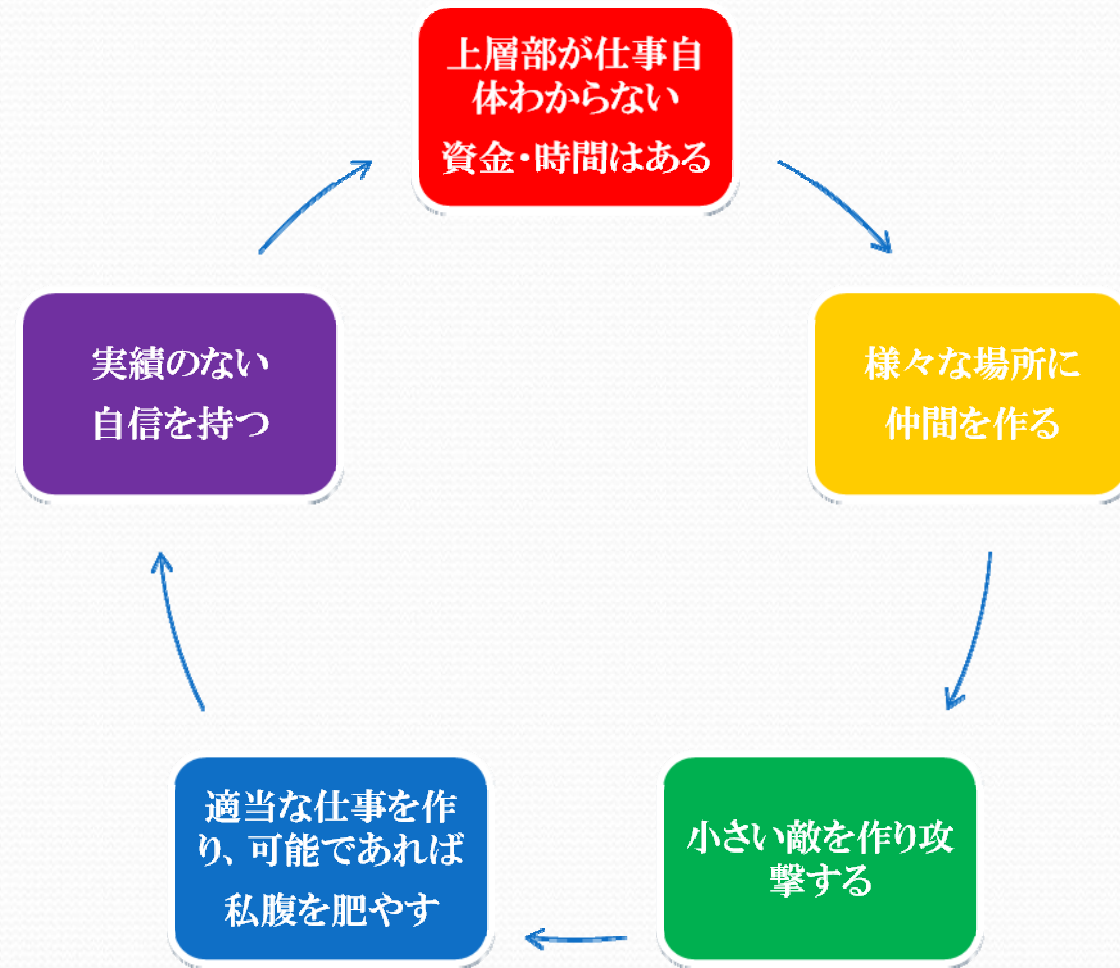 上層部が仕事自
体わからない
資金・時間はある
様々な場所に
仲間を作る
小さい敵を作り攻
撃する
適当な仕事を作
り、可能であれば
私腹を肥やす
実績のない
自信を持つ